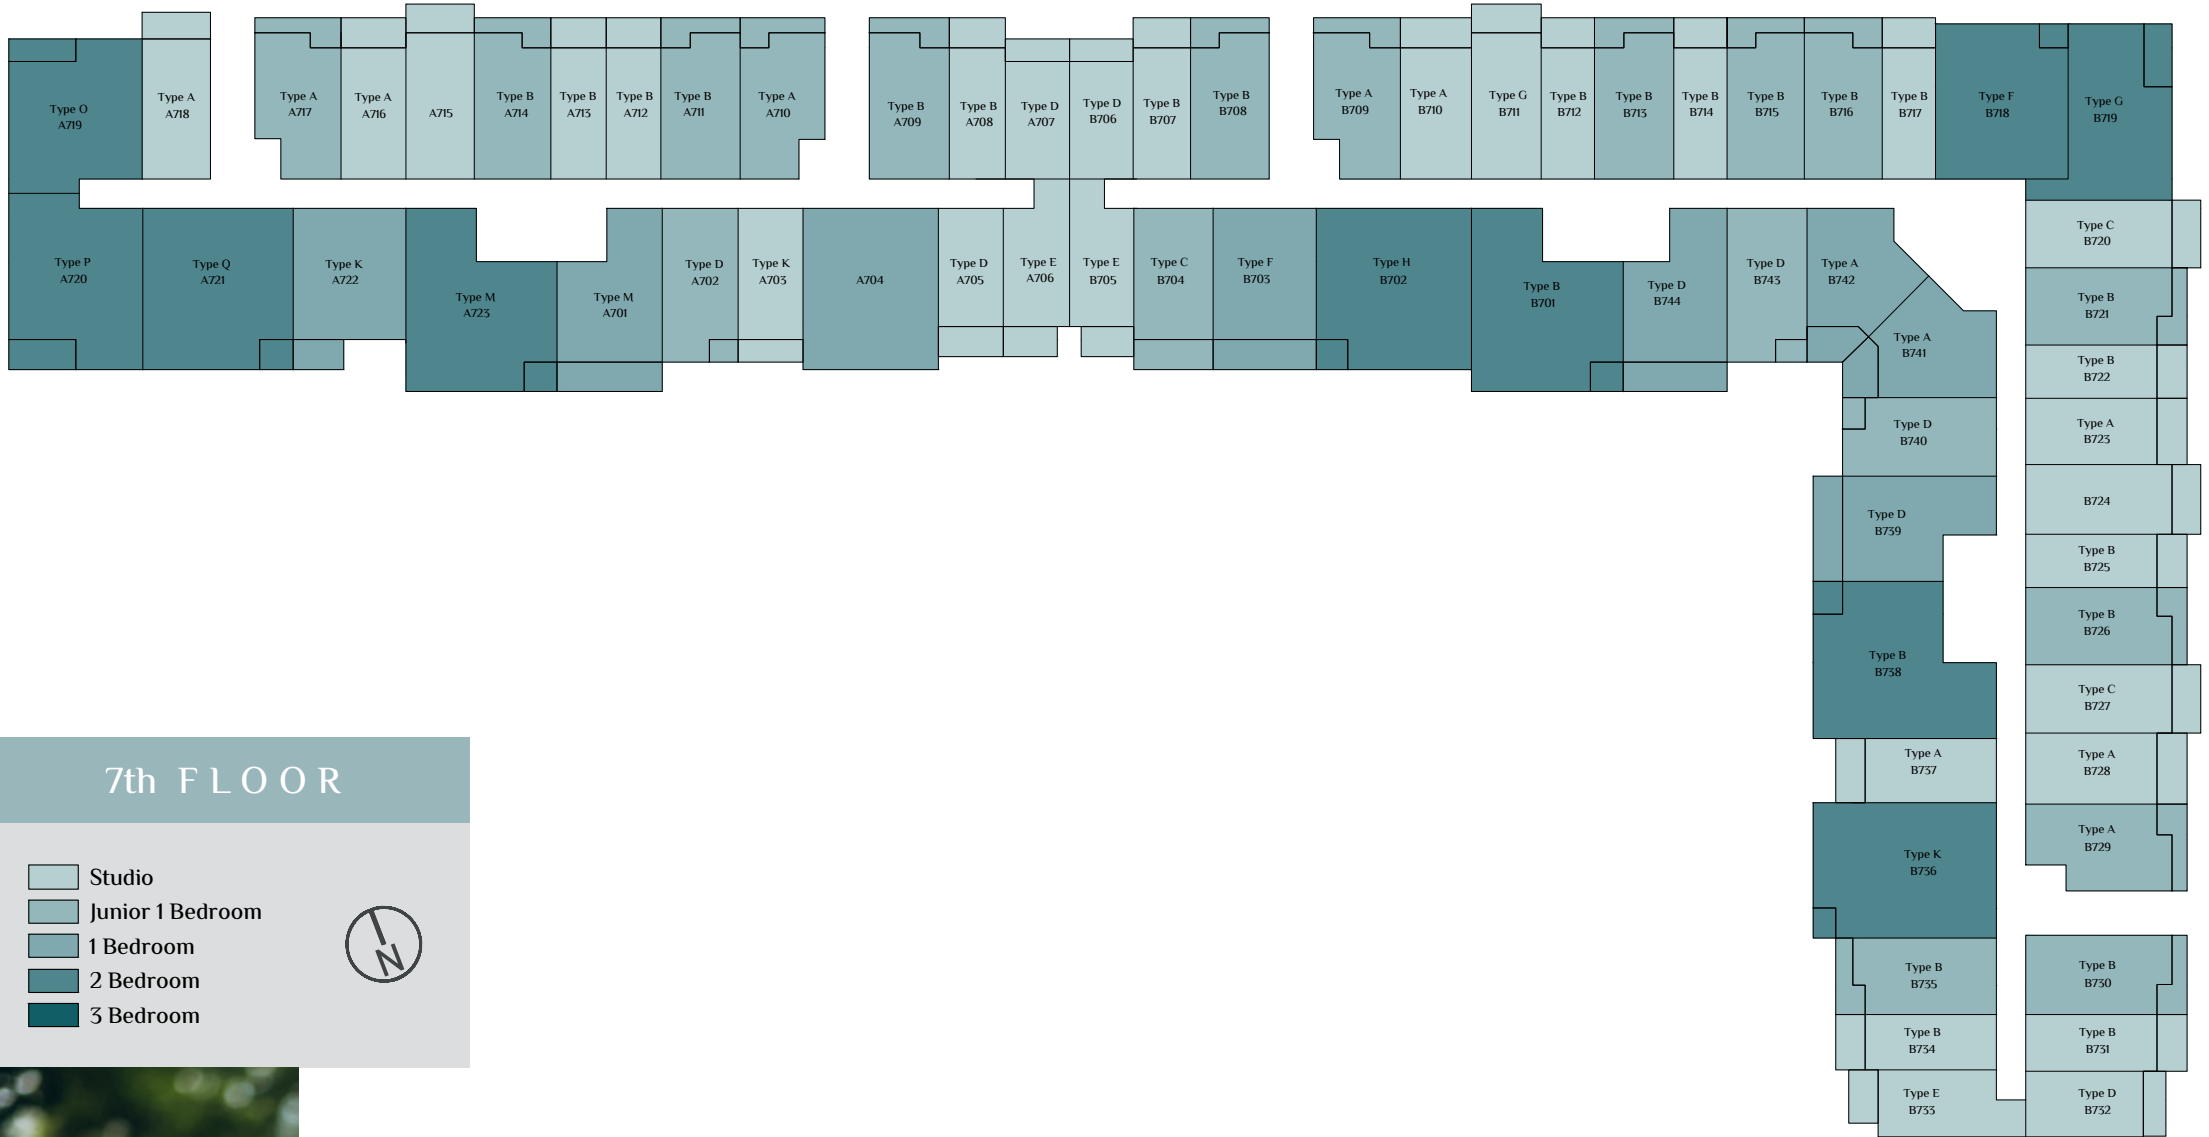 Type O
A719
Type A
A718
Type A
A717
Type A
A716
A715
Type B
A714
Type B
A713
Type B
A712
Type B
A711
Type A
A710
Type B
A709
Type B
A708
Type D
A707
Type D
B706
Type B
B707
Type B
B708
Type A
B709
Type A
B710
Type G
B711
Type B
B712
Type B
B713
Type B
B714
Type B
B715
Type B
B716
Type B
B717
Type F
B718
Type G
B719
Type P
A720
Type Q
A721
Type K
A722
Type M
A723
Type M
A701
Type D
A702
Type K
A703
A704
Type D
A705
Type E
A706
Type E
B705
Type C
B704
Type F
B703
Type H
B702
Type B
B701
Type D
B744
Type D
B743
Type A
B742
Type A
B741
Type D
B740
Type D
B739
Type B
B738
Type A
B737
Type K
B736
Type B
B735
Type B
B734
Type E
B733
Type C
B720
Type B
B721
Type B
B722
Type A
B723
B724
Type B
B725
Type B
B726
Type C
B727
Type A
B728
Type A
B729
Type B
B730
Type B
B731
Type D
B732
7th FLOOR
Studio
Junior 1 Bedroom
1 Bedroom
2 Bedroom
3 Bedroom
N